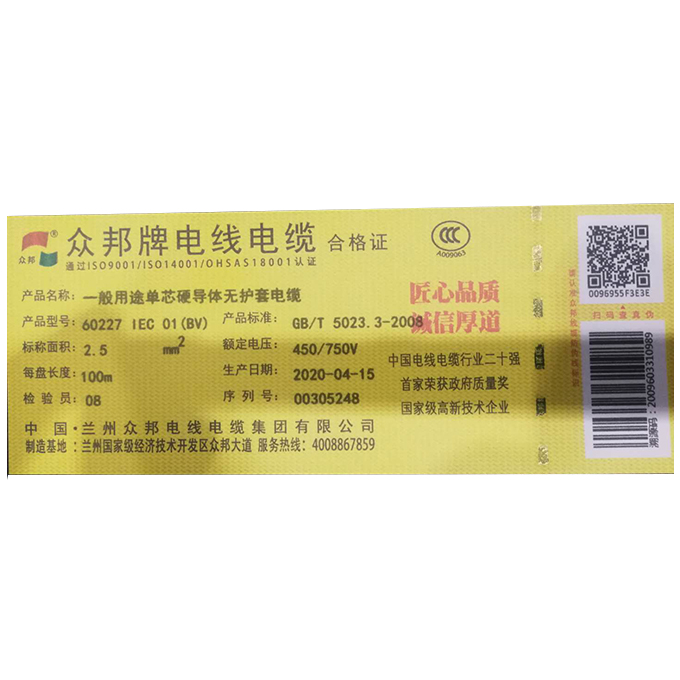 众邦®
众邦牌电线电缆 合格证
通过ISO9001/ISO14001/OHSAS18001认证
CCC
A009063
产品名称: 一般用途单芯硬导体无护套电缆
产品型号: 60227 IEC 01(BV) 产品标准: GB/T 5023.3-2008
标称面积: 2.5 mm² 额定电压: 450/750V
每盘长度: 100m 生产日期: 2020-04-15
检 验 员: 08 序 列 号: 00305248
匠心品质
诚信厚道
中国电线电缆行业二十强
首家荣获政府质量奖
国家级高新技术企业
中 国·兰州众邦电线电缆集团有限公司
制造基地: 兰州国家级经济技术开发区众邦大道 服务热线: 4008867859
0096955F3E3E
扫码查真伪
溯源码: 2009603310989